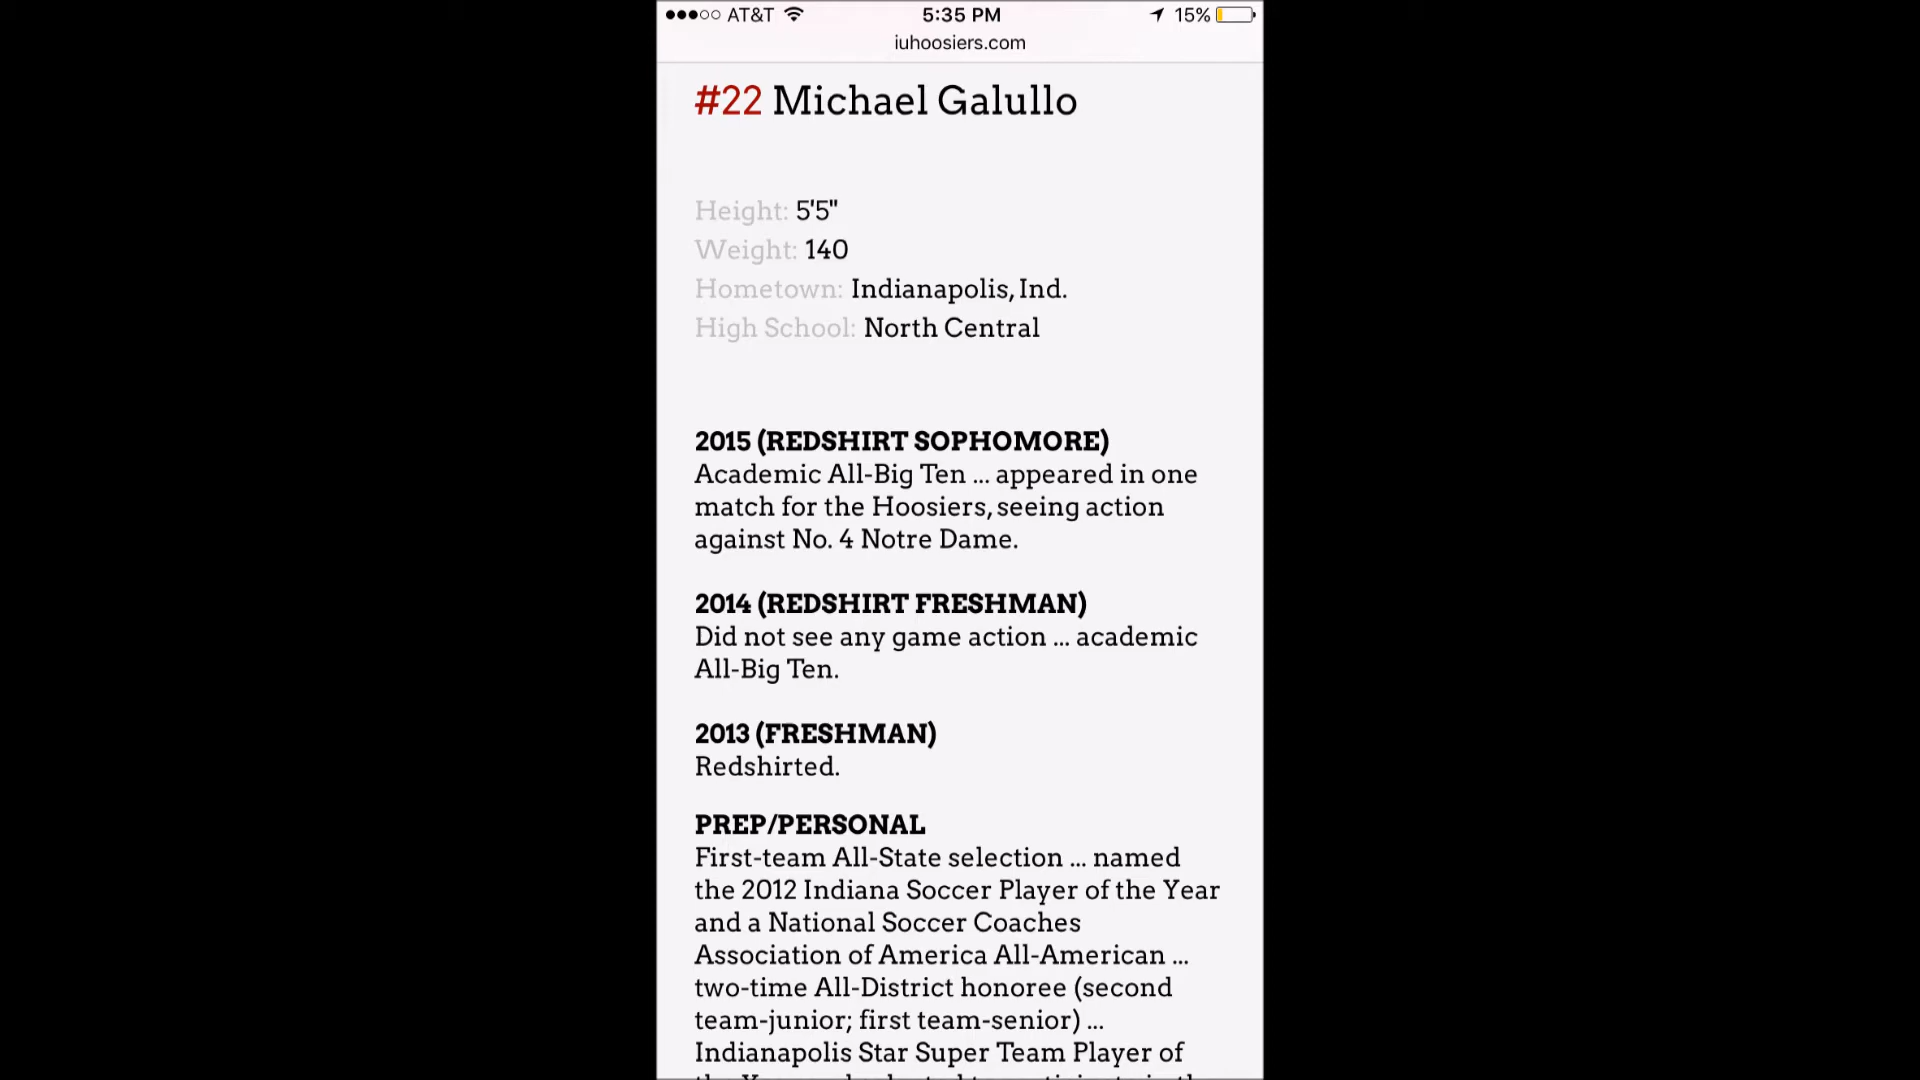 AT&T 5:35 PM 15%
iuhoosiers.com
#22 Michael Galullo
Height: 5'5"
Weight: 140
Hometown: Indianapolis, Ind.
High School: North Central
2015 (REDSHIRT SOPHOMORE)
Academic All-Big Ten ... appeared in one
match for the Hoosiers, seeing action
against No. 4 Notre Dame.
2014 (REDSHIRT FRESHMAN)
Did not see any game action ... academic
All-Big Ten.
2013 (FRESHMAN)
Redshirted.
PREP/PERSONAL
First-team All-State selection ... named
the 2012 Indiana Soccer Player of the Year
and a National Soccer Coaches
Association of America All-American ...
two-time All-District honoree (second
team-junior; first team-senior) ...
Indianapolis Star Super Team Player of